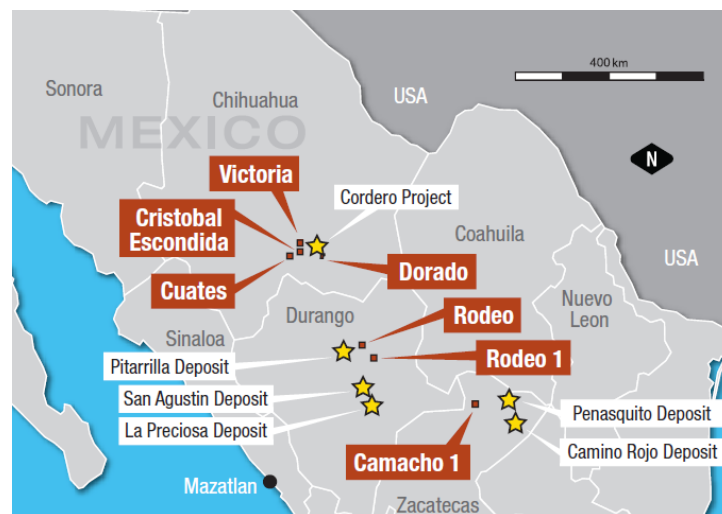 400 km
Sonora
Chihuahua
USA
MEXICO
N
Victoria
Cordero Project
Cristobal
Escondida
Coahuila
Dorado
USA
Cuates
Nuevo
Leon
Durango
Rodeo
Sinaloa
Pitarrilla Deposit
Rodeo 1
San Agustin Deposit
Penasquito Deposit
La Preciosa Deposit
Camino Rojo Deposit
Camacho 1
Mazatlan
Zacatecas